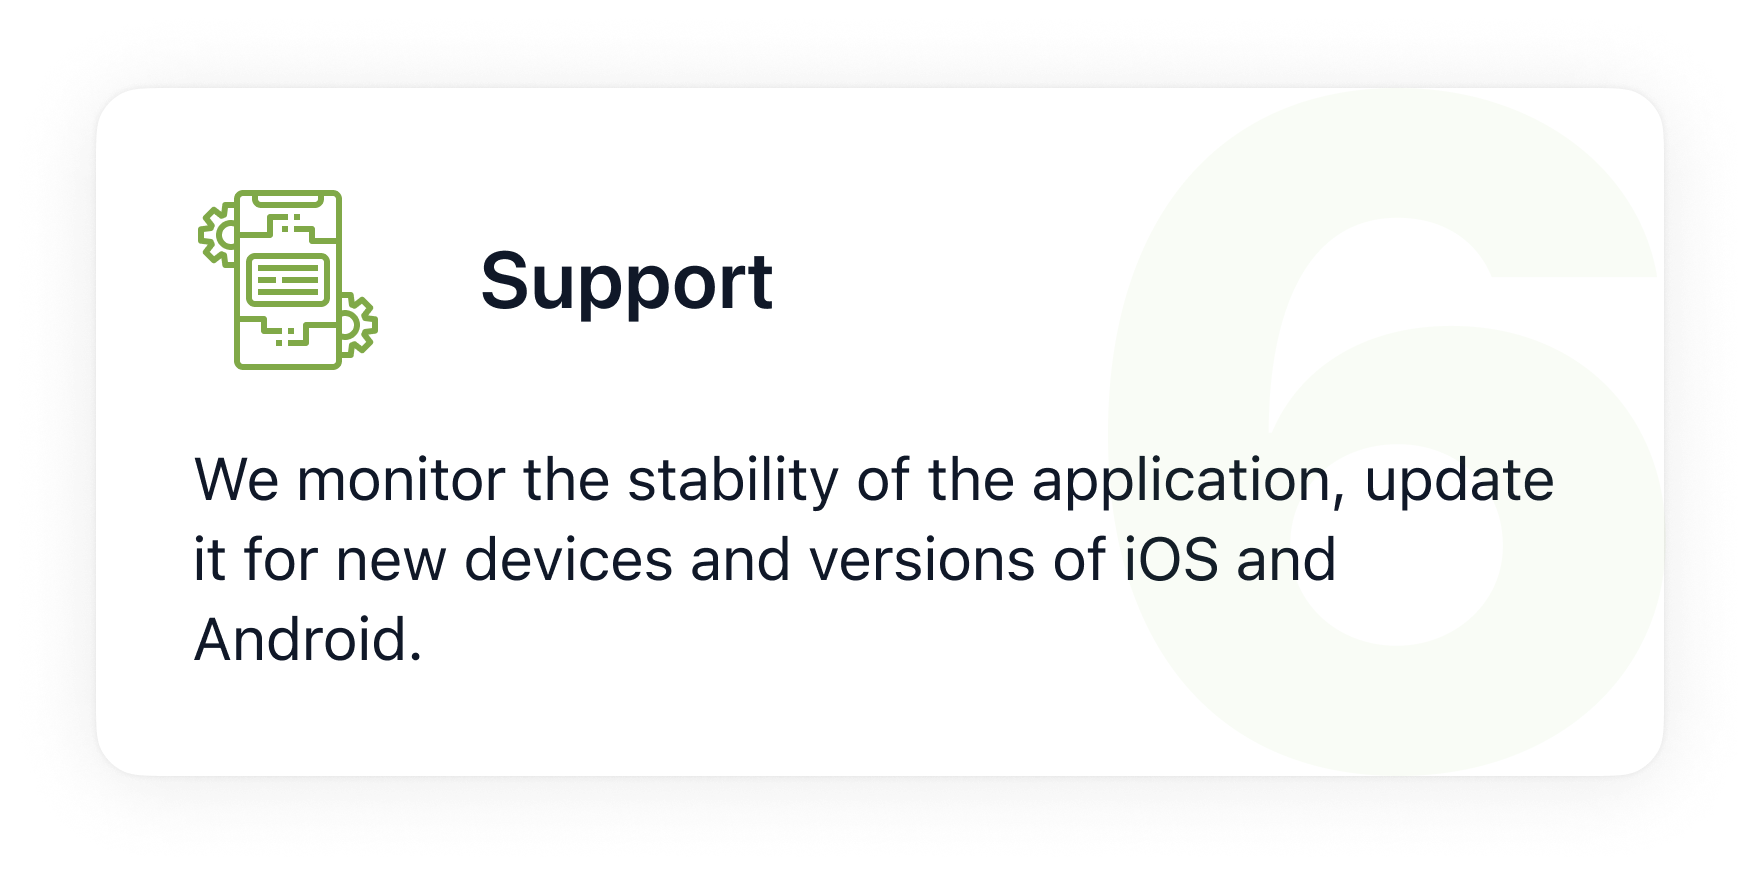 6
Support
We monitor the stability of the application, update
it for new devices and versions of iOS and
Android.